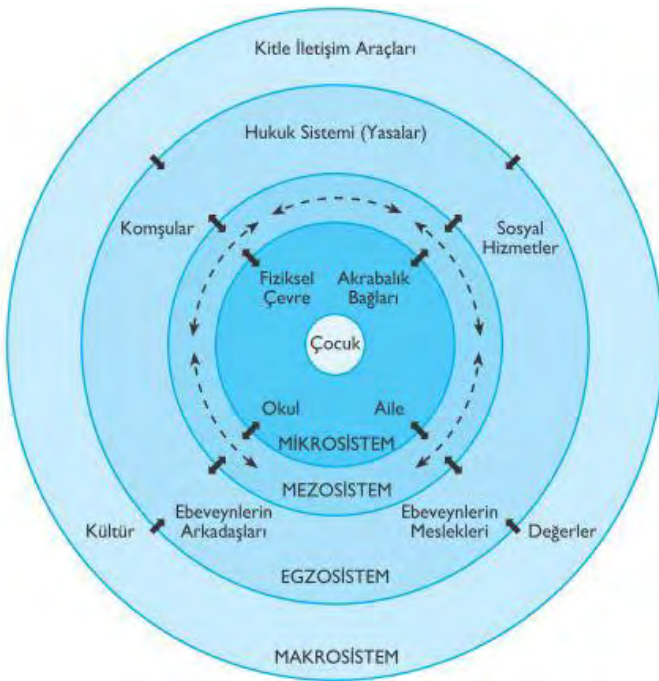 Kitle İletişim Araçları
Hukuk Sistemi (Yasalar)
Komşular
Sosyal
Hizmetler
Fiziksel
Çevre
Akrabalık
Bağları
Çocuk
Okul
Aile
MİKROSİSTEM
MEZOSİSTEM
Kültür
Ebeveynlerin
Arkadaşları
Ebeveynlerin
Meslekleri
Değerler
EGZOSİSTEM
MAKROSİSTEM